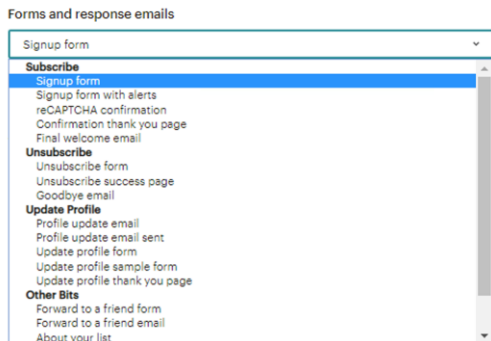 Forms and response emails
Signup form
Subscribe
Signup form
Signup form with alerts
reCAPTCHA confirmation
Confirmation thank you page
Final welcome email
Unsubscribe
Unsubscribe form
Unsubscribe success page
Goodbye email
Update Profile
Profile update email
Profile update email sent
Update profile form
Update profile sample form
Update profile thank you page
Other Bits
Forward to a friend form
Forward to a friend email
About your list